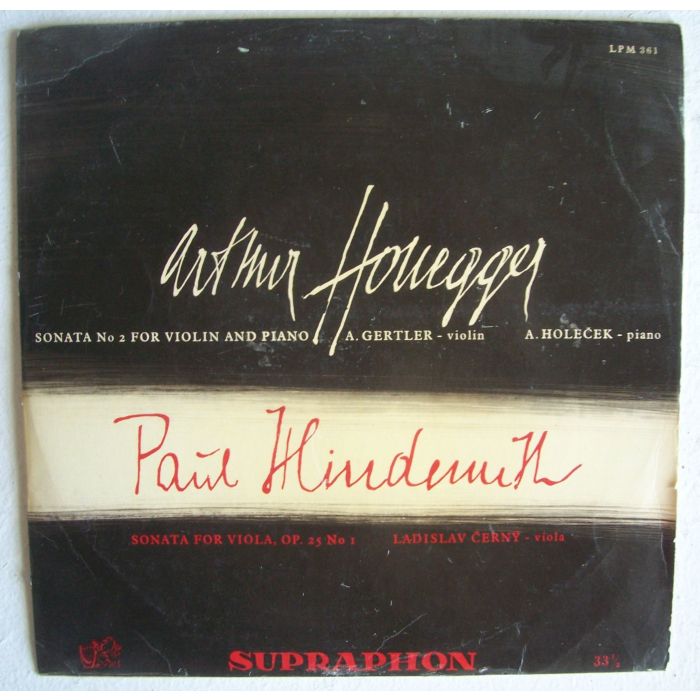 LPM 361
Arthur Honegger
SONATA No 2 FOR VIOLIN AND PIANO A. GERTLER - violin A. HOLEČEK - piano
Paul Hindemith
SONATA FOR VIOLA, OP. 25 No 1 LADISLAV ČERNÝ - viola
SUPRAPHON 33⅓